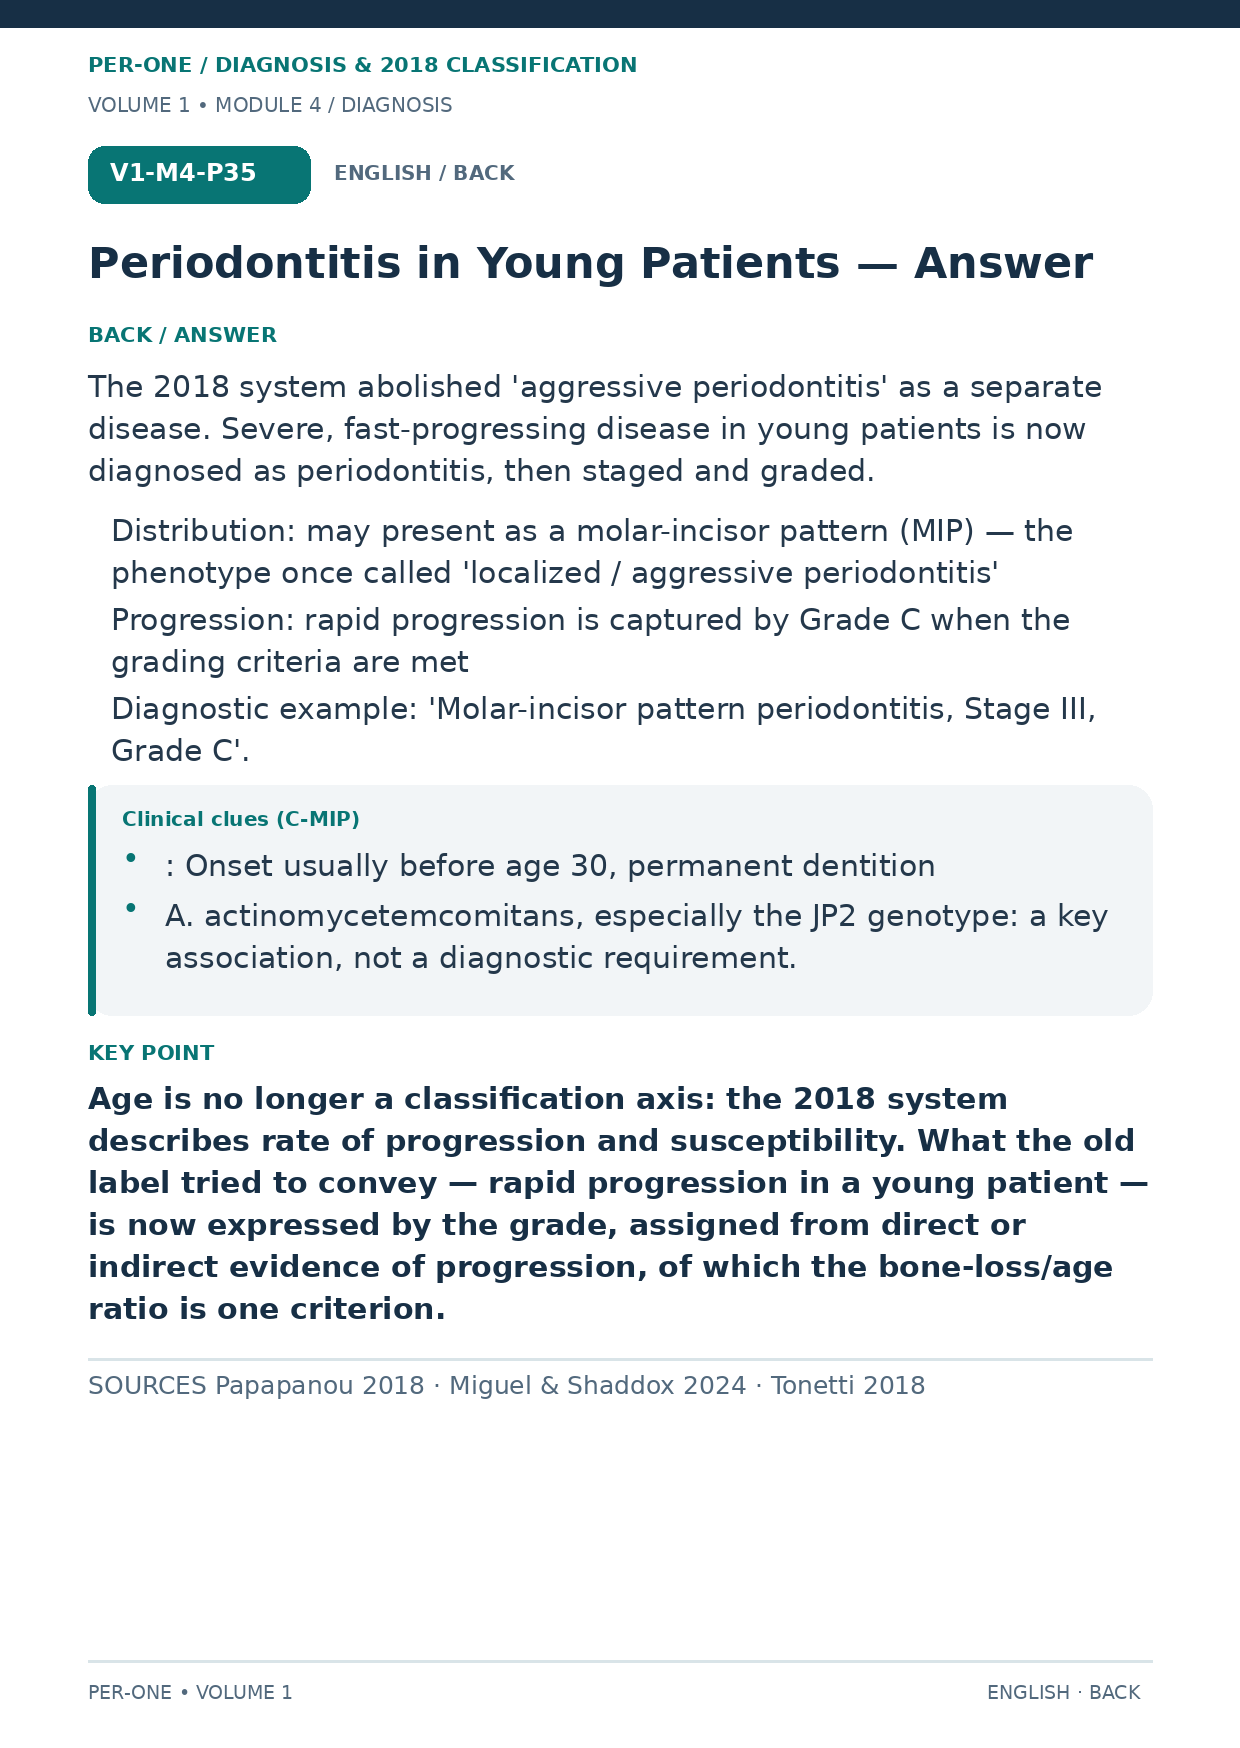 PER-ONE / DIAGNOSIS & 2018 CLASSIFICATION
VOLUME 1 • MODULE 4 / DIAGNOSIS
V1-M4-P35
ENGLISH / BACK
Periodontitis in Young Patients — Answer
BACK / ANSWER
The 2018 system abolished 'aggressive periodontitis' as a separate
disease. Severe, fast-progressing disease in young patients is now
diagnosed as periodontitis, then staged and graded.
Distribution: may present as a molar-incisor pattern (MIP) — the
phenotype once called 'localized / aggressive periodontitis'
Progression: rapid progression is captured by Grade C when the
grading criteria are met
Diagnostic example: 'Molar-incisor pattern periodontitis, Stage III,
Grade C'.
Clinical clues (C-MIP)
• : Onset usually before age 30, permanent dentition
• A. actinomycetemcomitans, especially the JP2 genotype: a key
association, not a diagnostic requirement.
KEY POINT
Age is no longer a classification axis: the 2018 system
describes rate of progression and susceptibility. What the old
label tried to convey — rapid progression in a young patient —
is now expressed by the grade, assigned from direct or
indirect evidence of progression, of which the bone-loss/age
ratio is one criterion.
SOURCES Papapanou 2018 · Miguel & Shaddox 2024 · Tonetti 2018
PER-ONE • VOLUME 1
ENGLISH · BACK